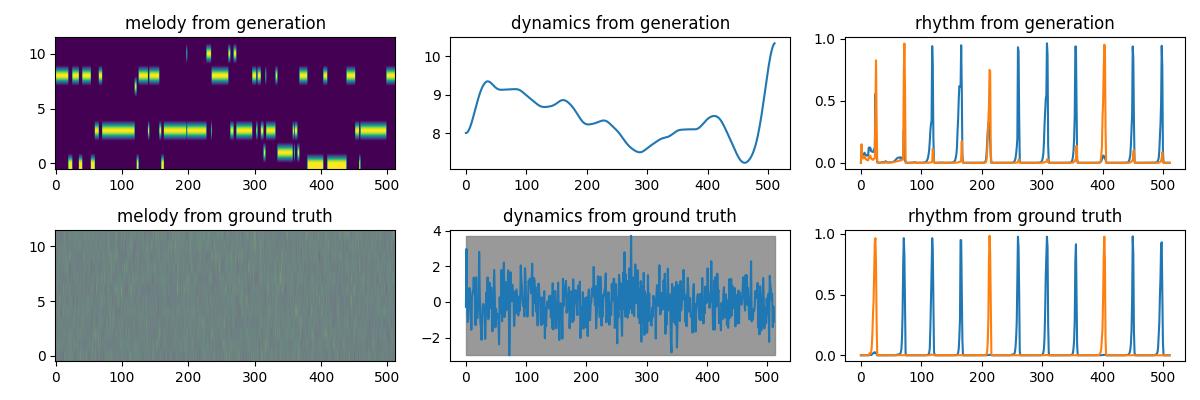 melody from generation
10
5
0
0 100 200 300 400 500
dynamics from generation
10
9
8
0 100 200 300 400 500
rhythm from generation
1.0
0.5
0.0
0 100 200 300 400 500
melody from ground truth
10
5
0
0 100 200 300 400 500
dynamics from ground truth
4
2
0
−2
0 100 200 300 400 500
rhythm from ground truth
1.0
0.5
0.0
0 100 200 300 400 500